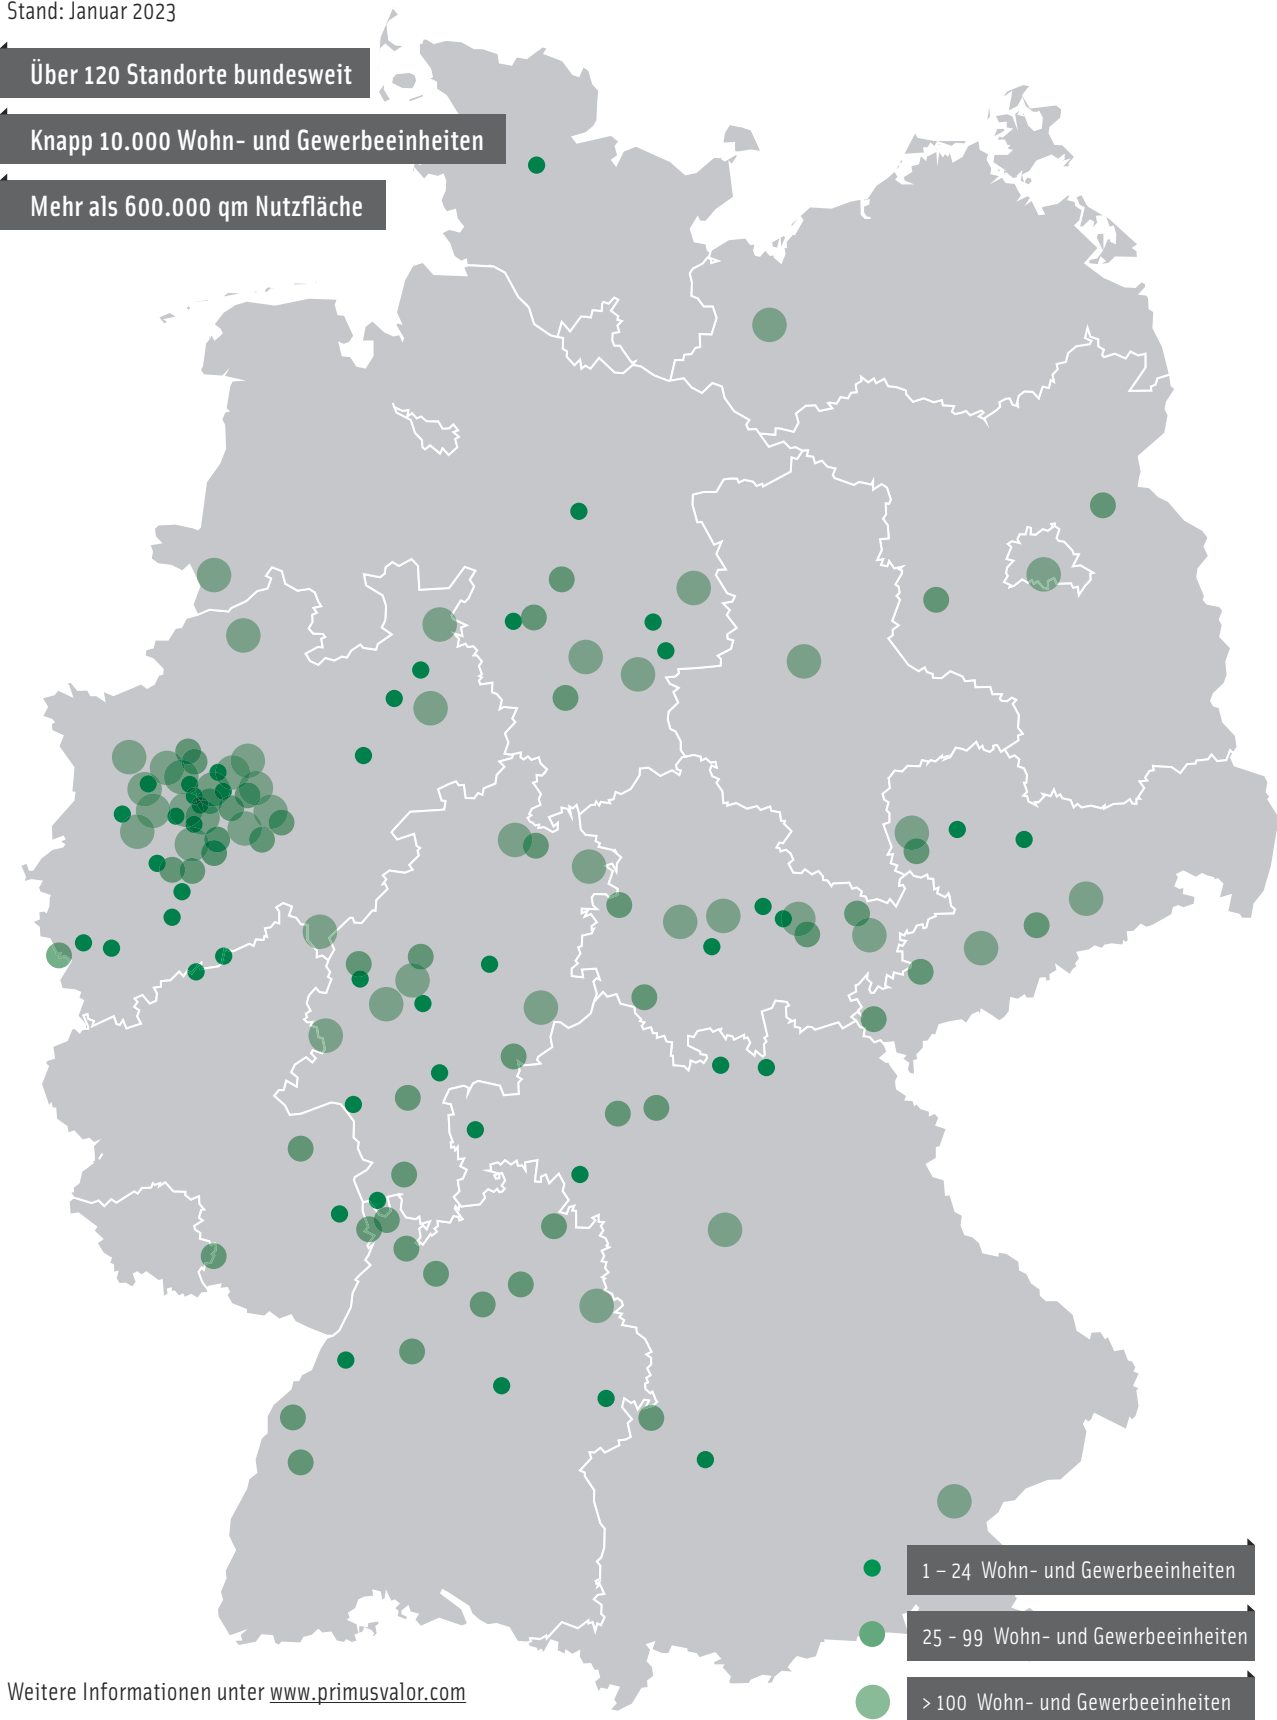 Stand: Januar 2023
Über 120 Standorte bundesweit
Knapp 10.000 Wohn- und Gewerbeeinheiten
Mehr als 600.000 qm Nutzfläche
1 – 24 Wohn- und Gewerbeeinheiten
25 - 99 Wohn- und Gewerbeeinheiten
> 100 Wohn- und Gewerbeeinheiten
Weitere Informationen unter www.primusvalor.com